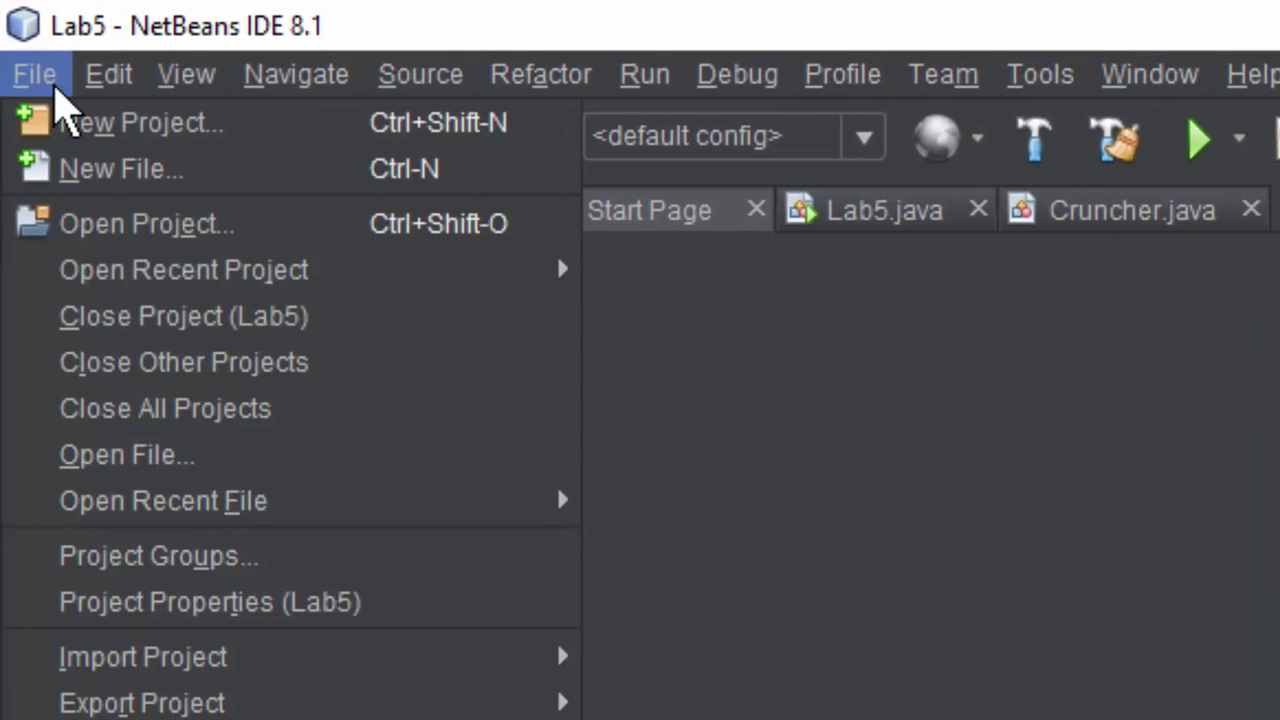 Lab5 - NetBeans IDE 8.1
File Edit View Navigate Source Refactor Run Debug Profile Team Tools Window Help
New Project... Ctrl+Shift-N
<default config>
New File... Ctrl-N
Start Page Lab5.java Cruncher.java
Open Project... Ctrl+Shift-O
Open Recent Project
Close Project (Lab5)
Close Other Projects
Close All Projects
Open File...
Open Recent File
Project Groups...
Project Properties (Lab5)
Import Project
Export Project